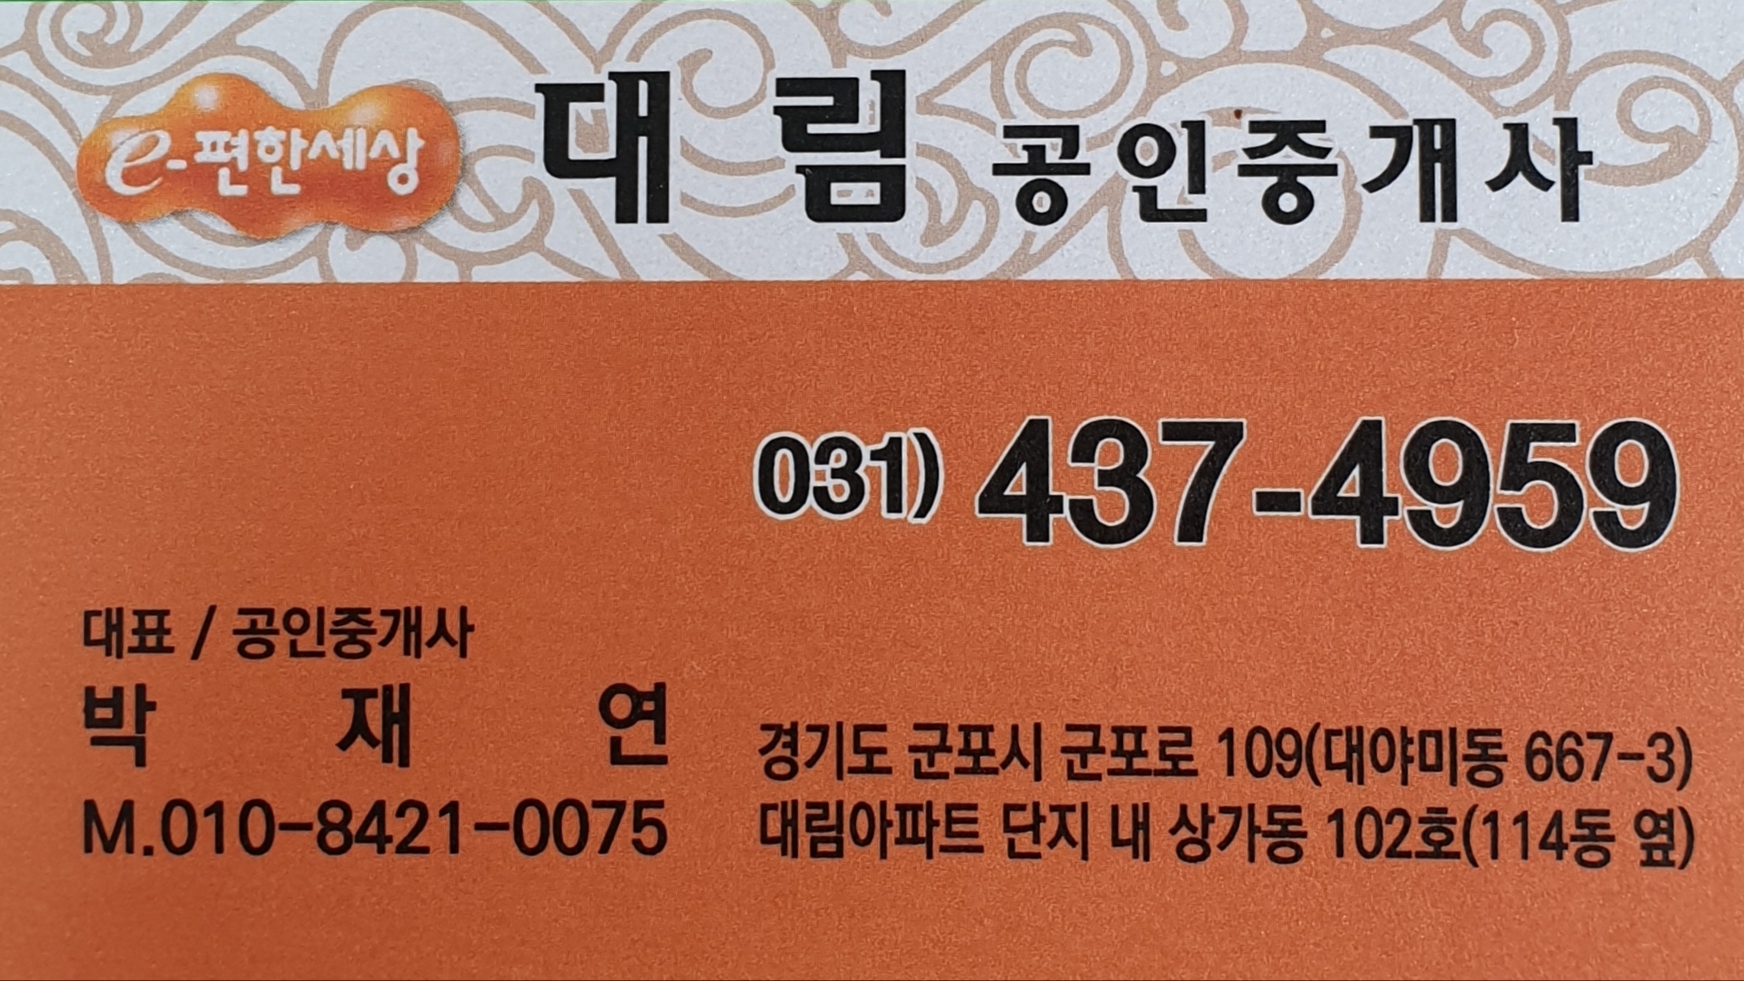 e-편한세상 대림 공인중개사
031) 437-4959
대표 / 공인중개사
박 재 연
M.010-8421-0075
경기도 군포시 군포로 109(대야미동 667-3)
대림아파트 단지 내 상가동 102호(114동 옆)